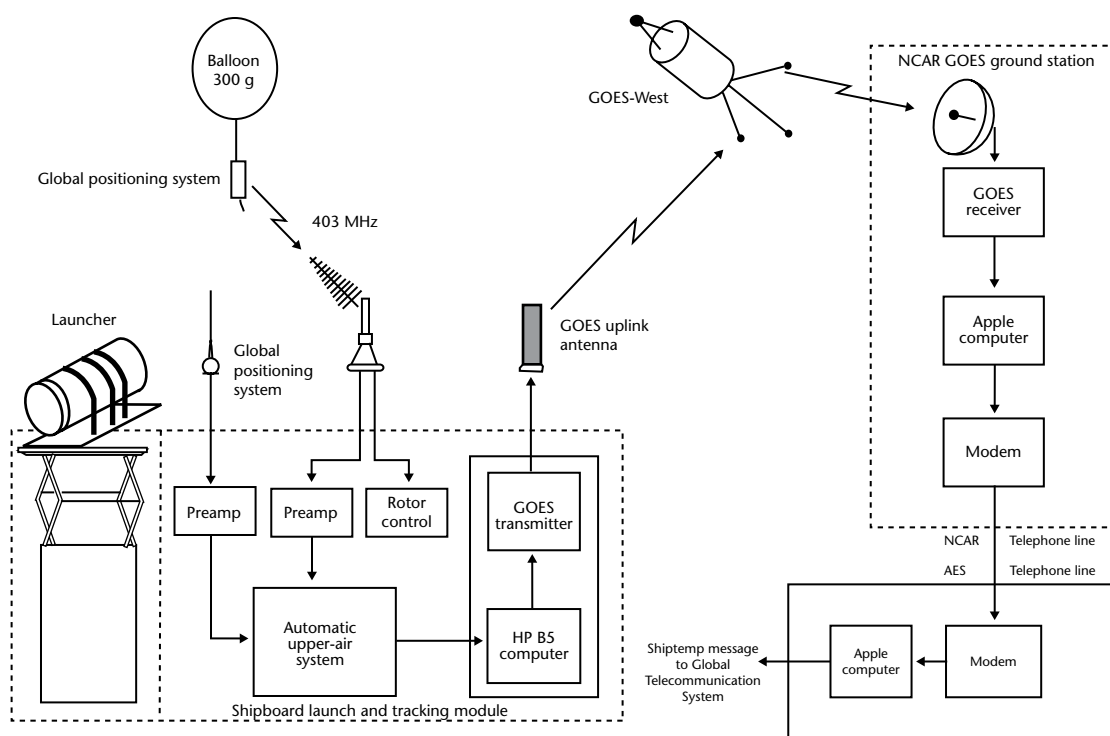 Balloon
300 g
Global positioning system
403 MHz
GOES-West
NCAR GOES ground station
GOES
receiver
Apple
computer
Modem
Launcher
Global
positioning
system
GOES uplink
antenna
Preamp
Preamp
Rotor
control
GOES
transmitter
Automatic
upper-air
system
HP B5
computer
Shipboard launch and tracking module
NCAR
Telephone line
AES
Telephone line
Shiptemp message
to Global
Telecommunication
System
Apple
computer
Modem